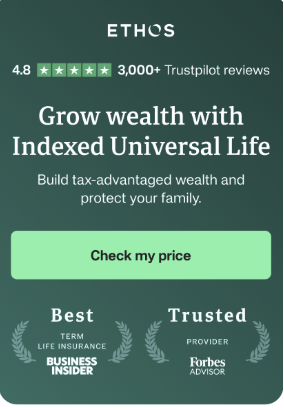 ETHOS
4.8 ★★★★★ 3,000+ Trustpilot reviews
Grow wealth with
Indexed Universal Life
Build tax-advantaged wealth and
protect your family.
Check my price
Best
TERM
LIFE INSURANCE
BUSINESS
INSIDER
Trusted
PROVIDER
Forbes
ADVISOR